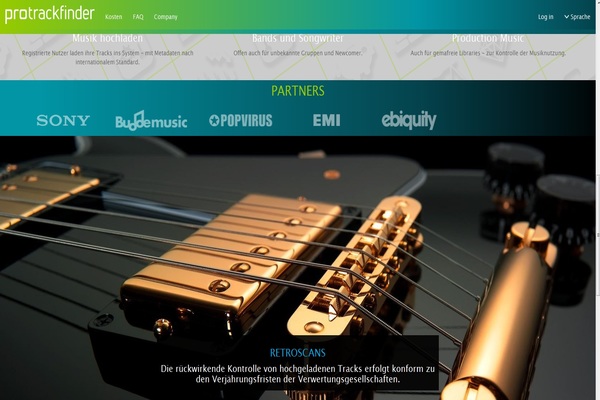 protrackfinder
Kosten FAQ Company
Log in Sprache
Musik hochladen
Registrierte Nutzer laden ihre Tracks ins System – mit Metadaten nach
internationalem Standard.
Bands und Songwriter
Offen auch für unbekannte Gruppen und Newcomer.
Production Music
Auch für gemafreie Libraries – zur Kontrolle der Musiknutzung.
PARTNERS
SONY Buddemusic POPVIRUS EMI ebiquity
RETROSCANS
Die rückwirkende Kontrolle von hochgeladenen Tracks erfolgt konform zu
den Verjährungsfristen der Verwertungsgesellschaften.